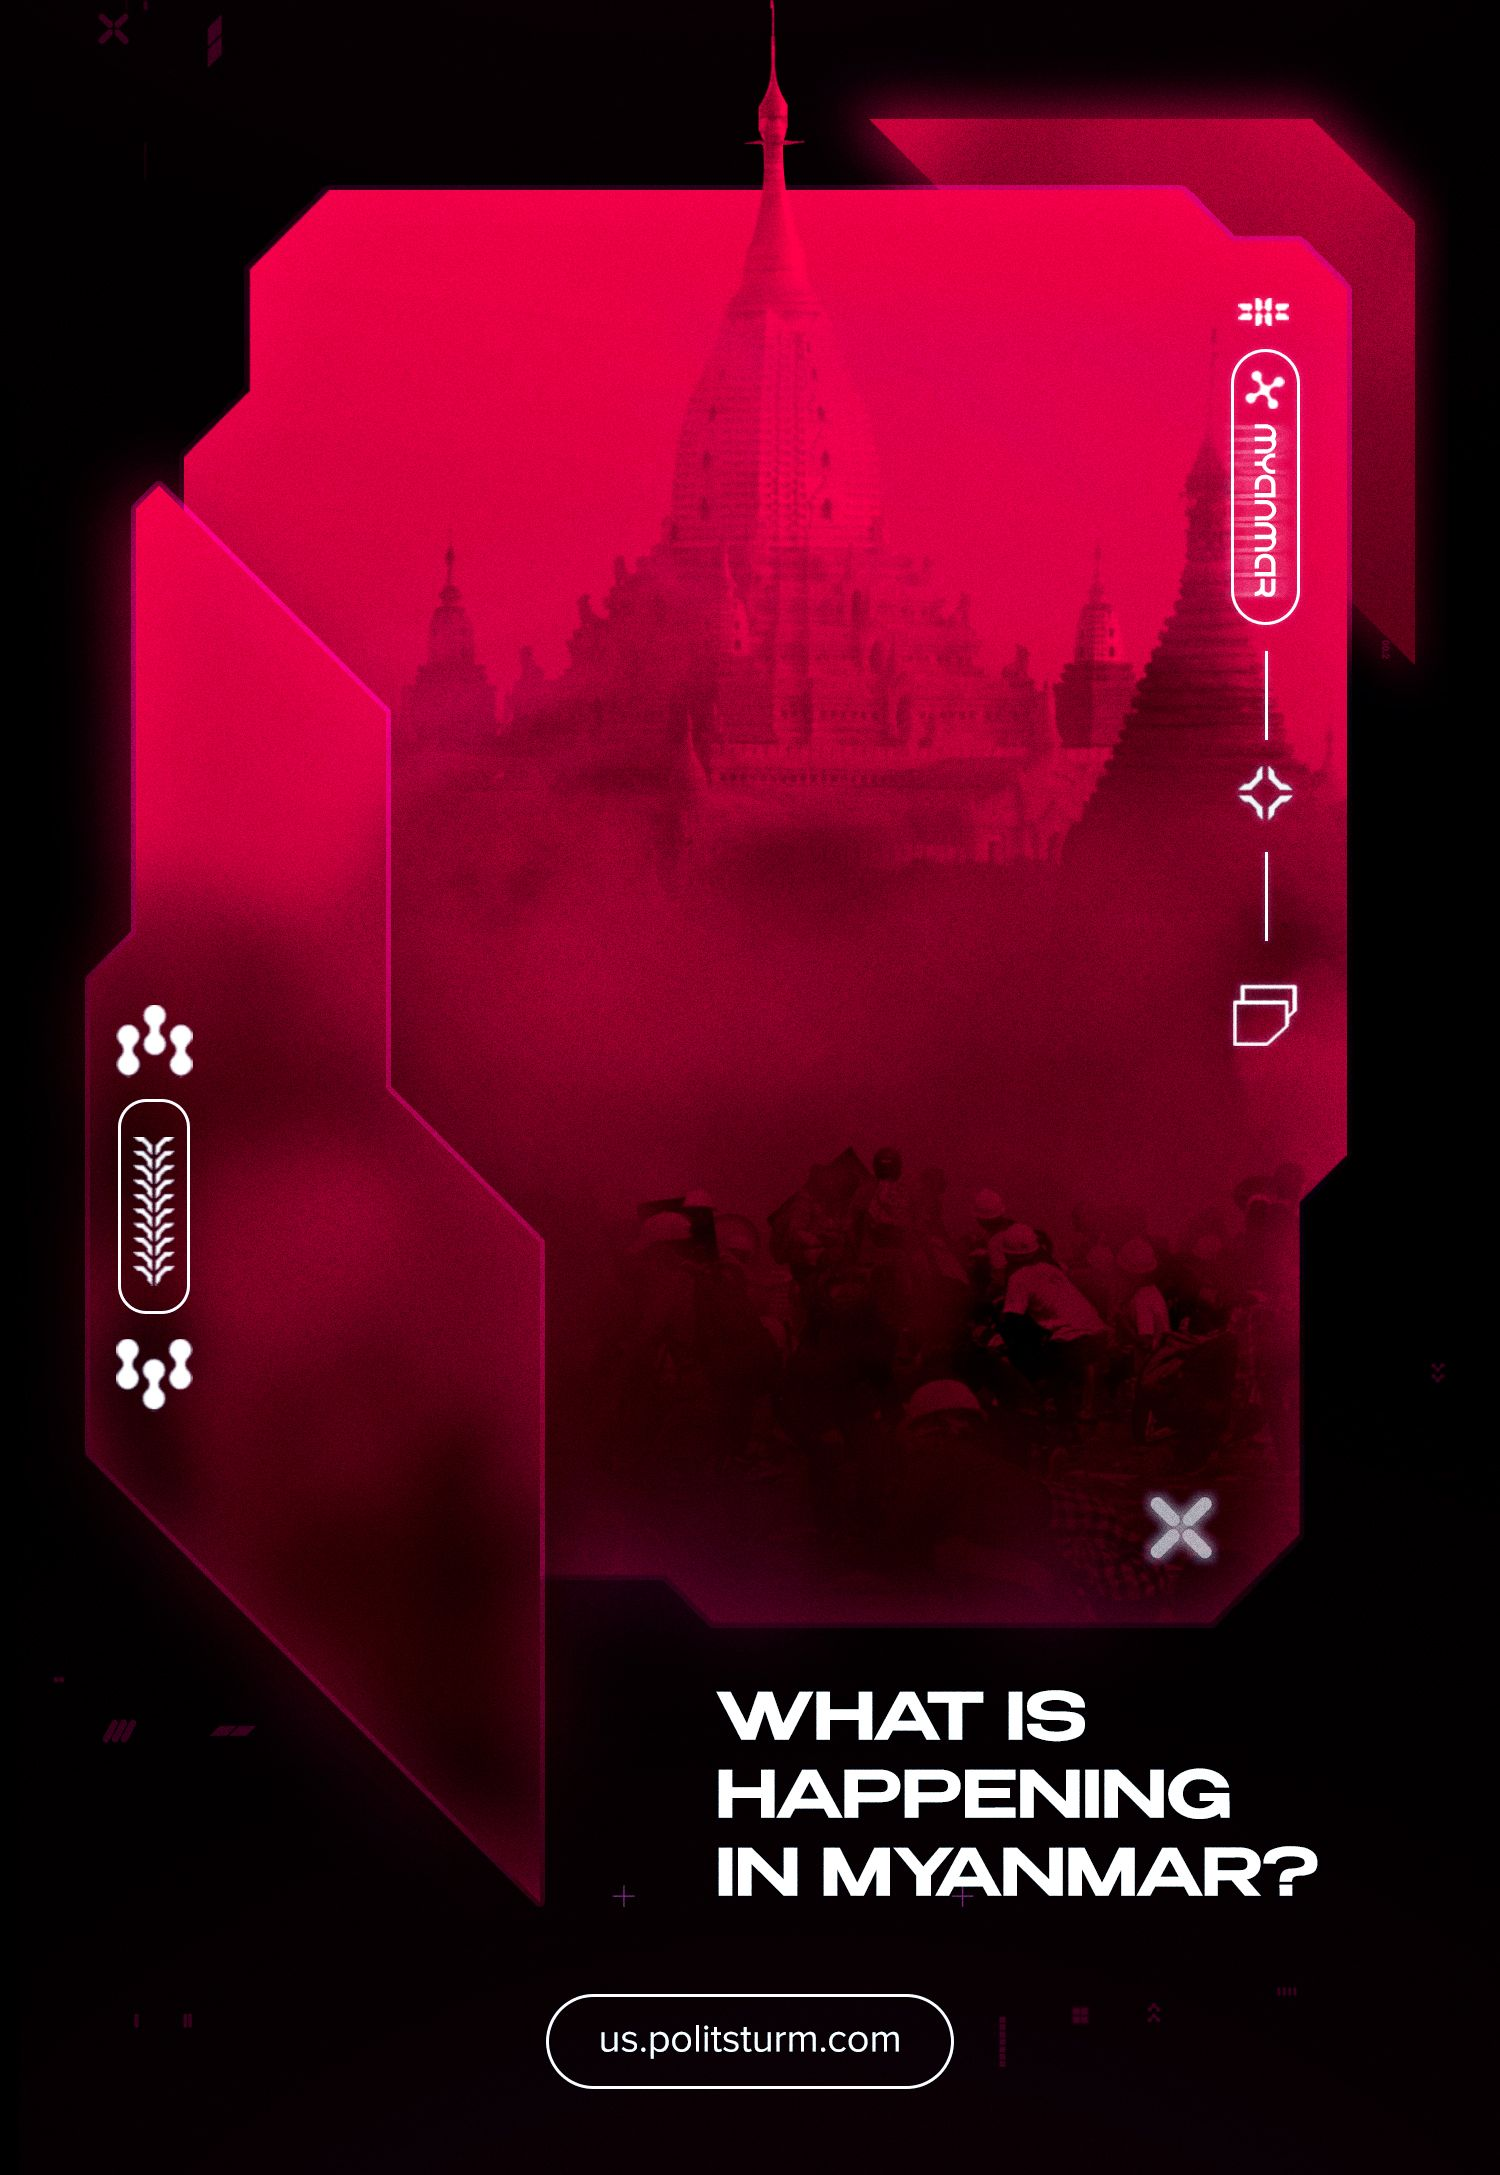 MYANMAR
WHAT IS
HAPPENING
IN MYANMAR?
us.politsturm.com